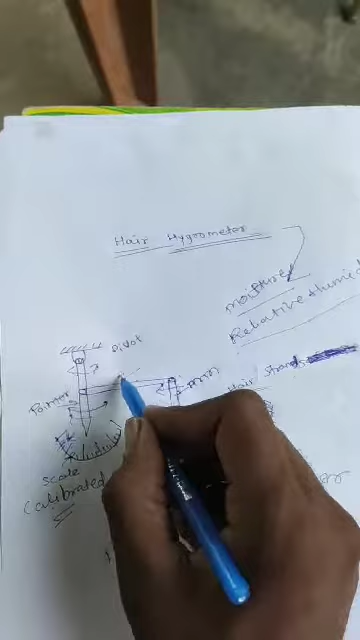 Hair Hygrometer
moisture
Relative Humid
Pivot
Hair Strand
Pointer
Scale
Calibrated